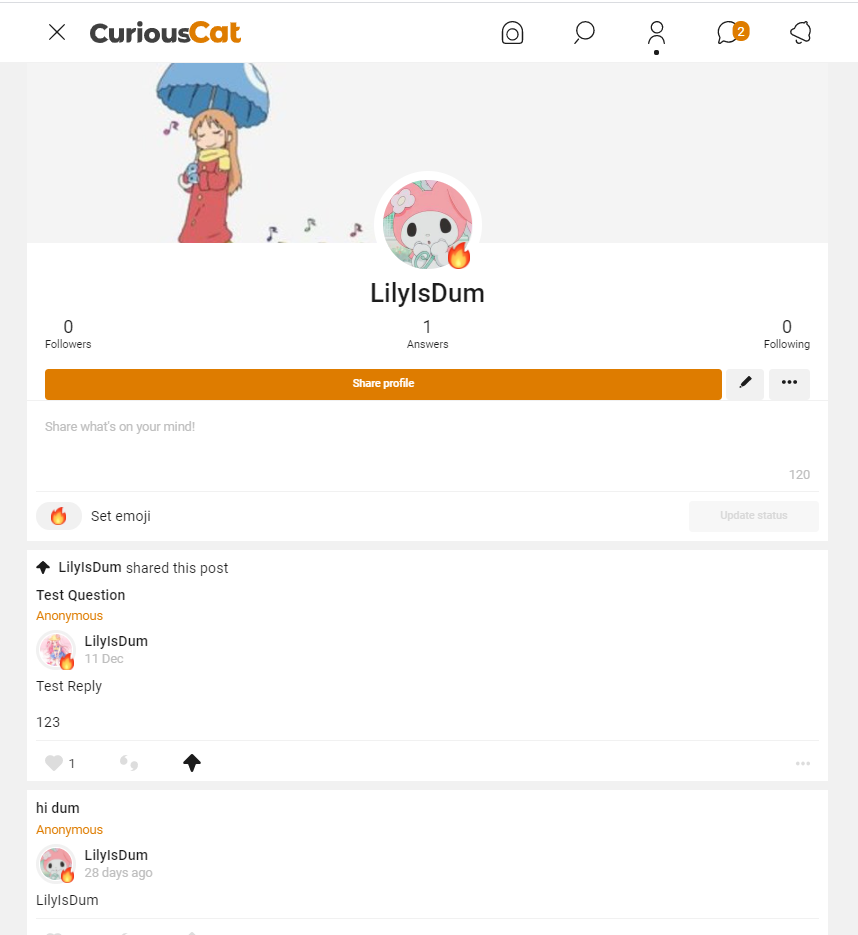 CuriousCat
2
LilyIsDum
0
Followers
1
Answers
0
Following
Share profile
Share what's on your mind!
120
Set emoji
Update status
LilyIsDum shared this post
Test Question
Anonymous
LilyIsDum
11 Dec
Test Reply
123
1
hi dum
Anonymous
LilyIsDum
28 days ago
LilyIsDum